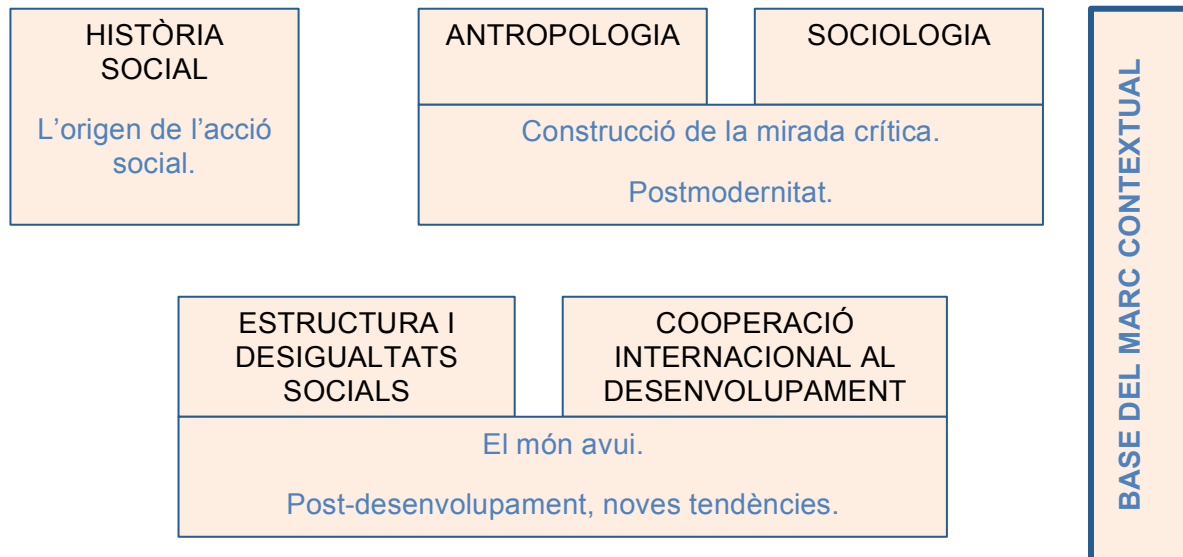 HISTÒRIA
SOCIAL
L'origen de l'acció
social.
ANTROPOLOGIA
SOCIOLOGIA
Construcció de la mirada crítica.
Postmodernitat.
ESTRUCTURA I
DESIGUALTATS
SOCIALS
COOPERACIÓ
INTERNACIONAL AL
DESENVOLUPAMENT
El món avui.
Post-desenvolupament, noves tendències.
BASE DEL MARC CONTEXTUAL